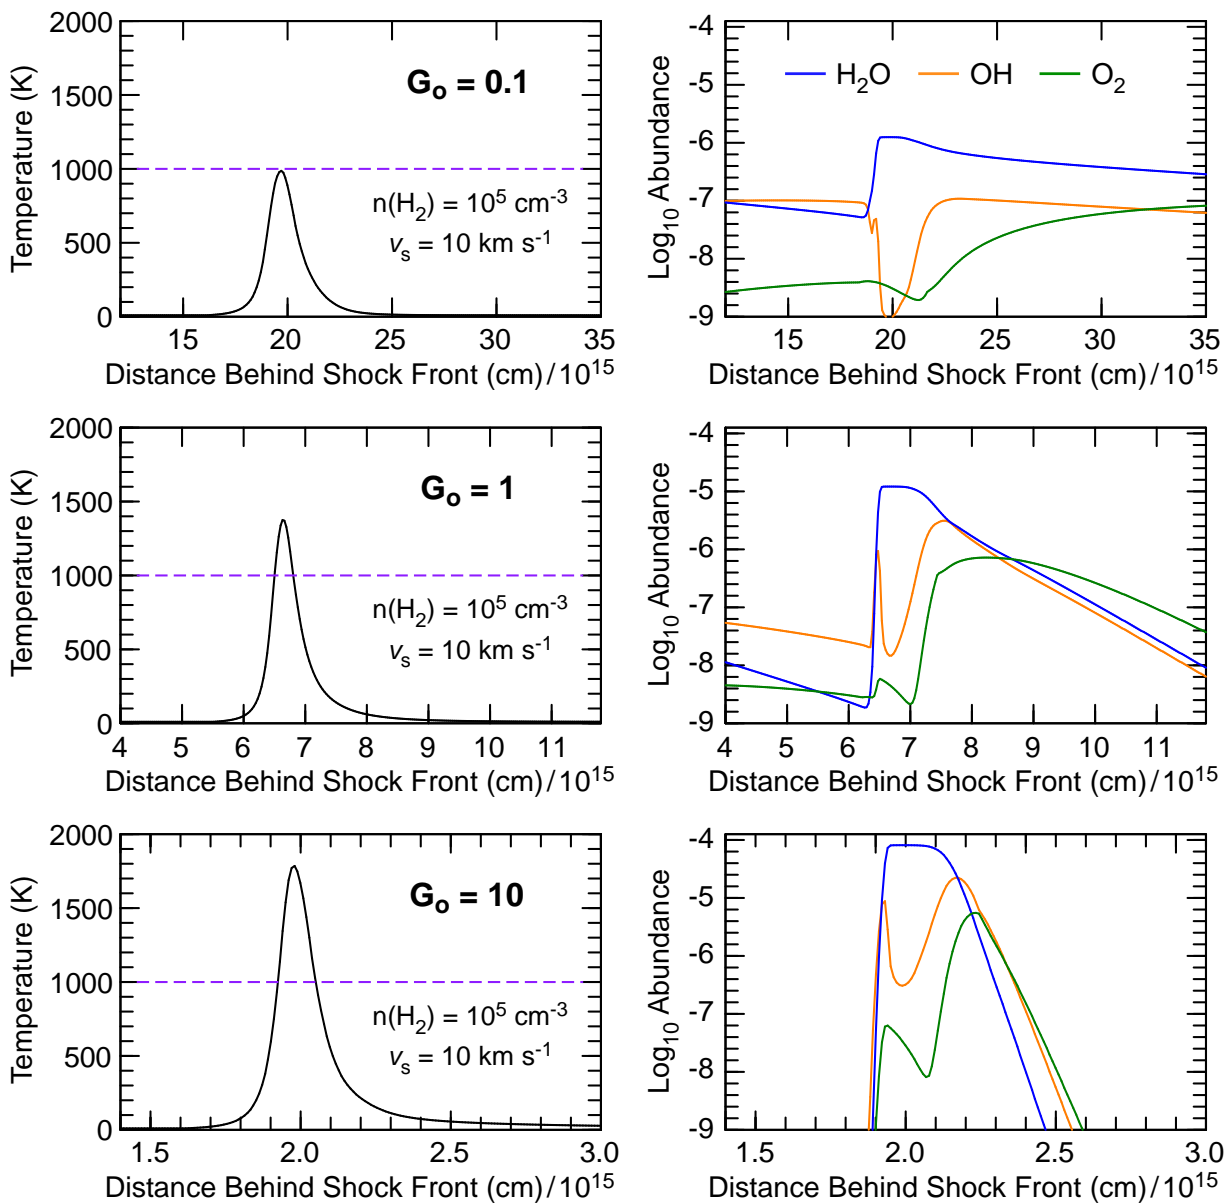 2000
1500
1000
500
0
Temperature (K)
G₀ = 0.1
n(H₂) = 10⁵ cm⁻³
vₛ = 10 km s⁻¹
15 20 25 30 35
Distance Behind Shock Front (cm) / 10¹⁵
-4
-5
-6
-7
-8
-9
Log₁₀ Abundance
H₂O OH O₂
15 20 25 30 35
Distance Behind Shock Front (cm) / 10¹⁵
2000
1500
1000
500
0
Temperature (K)
Gₒ = 1
n(H₂) = 10⁵ cm⁻³
vₛ = 10 km s⁻¹
4 5 6 7 8 9 10 11
Distance Behind Shock Front (cm) / 10¹⁵
-4
-5
-6
-7
-8
-9
Log₁₀ Abundance
4 5 6 7 8 9 10 11
Distance Behind Shock Front (cm) / 10¹⁵
2000
1500
1000
500
0
Temperature (K)
Gₒ = 10
n(H₂) = 10⁵ cm⁻³
vₛ = 10 km s⁻¹
1.5 2.0 2.5 3.0
Distance Behind Shock Front (cm) / 10¹⁵
-4
-5
-6
-7
-8
-9
Log₁₀ Abundance
1.5 2.0 2.5 3.0
Distance Behind Shock Front (cm) / 10¹⁵